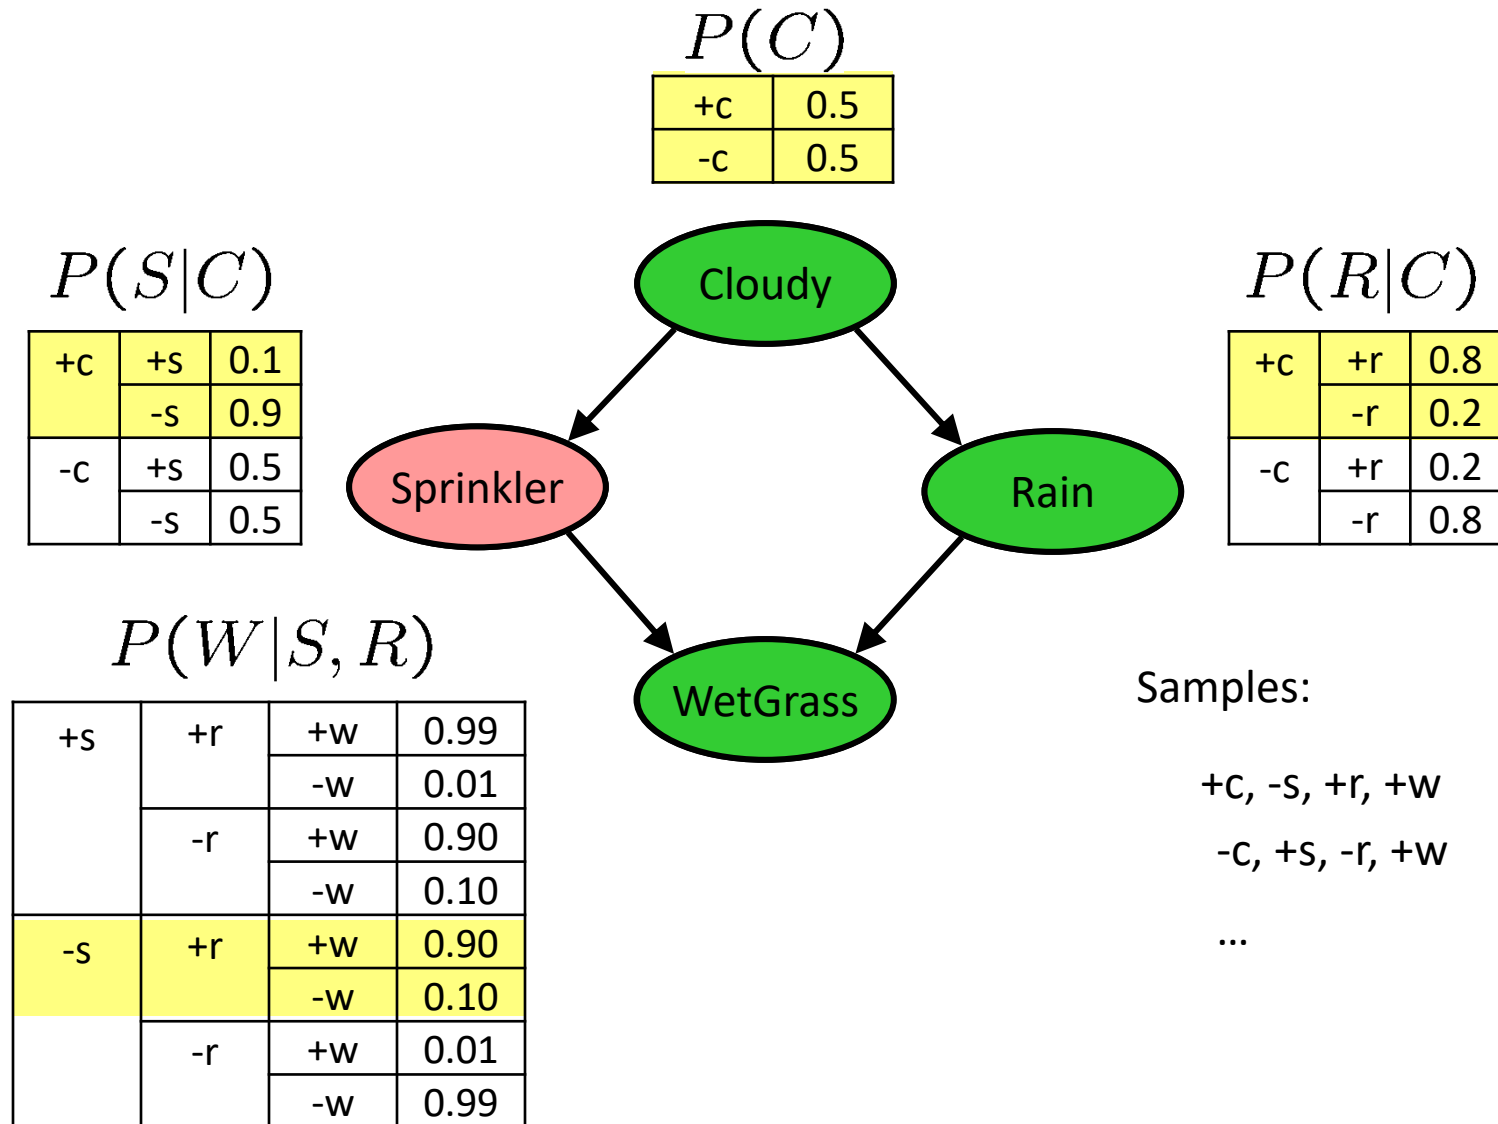 P(C)
+c 0.5
-c 0.5
P(S|C)
+c +s 0.1
-s 0.9
-c +s 0.5
-s 0.5
Cloudy
P(R|C)
+c +r 0.8
-r 0.2
-c +r 0.2
-r 0.8
Sprinkler
Rain
P(W|S, R)
+s +r +w 0.99
-w 0.01
-r +w 0.90
-w 0.10
-s +r +w 0.90
-w 0.10
-r +w 0.01
-w 0.99
WetGrass
Samples:
+c, -s, +r, +w
-c, +s, -r, +w
...